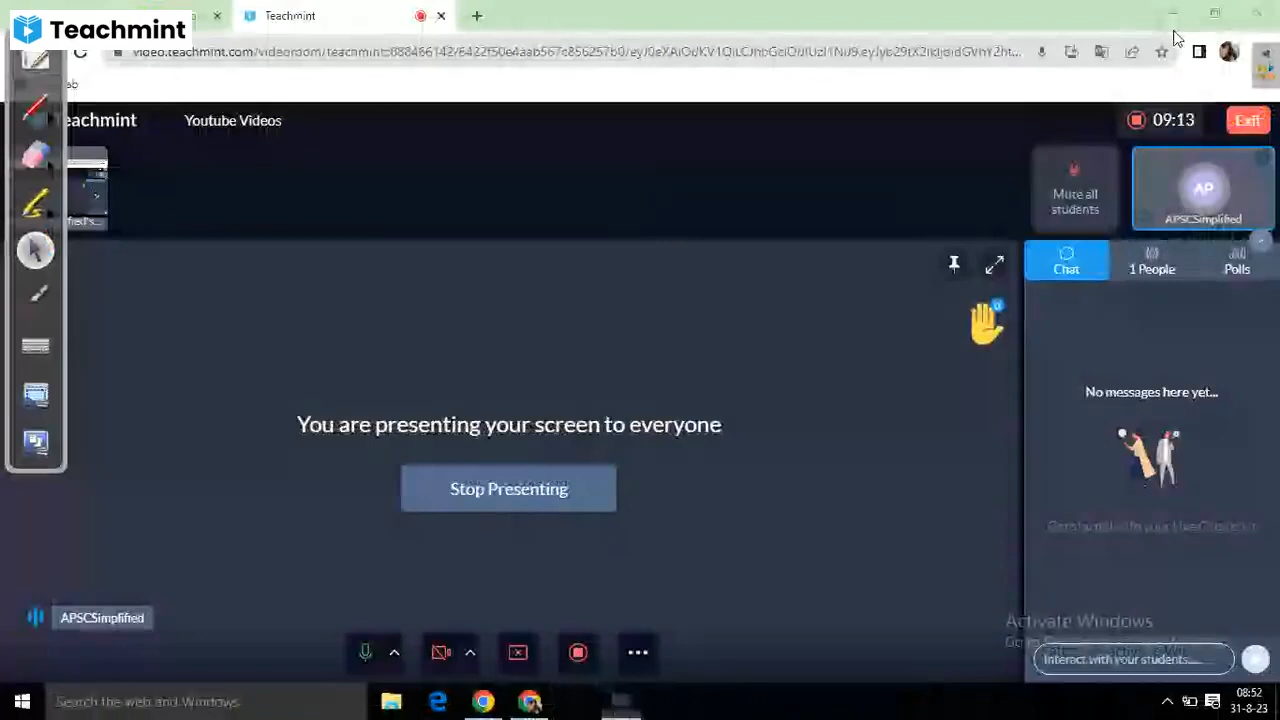 Teachmint
Teachmint
Youtube Videos
09:13
Exit
Mute all
students
AP
APSCSimplified
Chat
1 People
Polls
0
No messages here yet...
You are presenting your screen to everyone
Stop Presenting
APSCSimplified
Activate Windows
Interact with your students....
Search the web and Windows
08:52
31-8-23